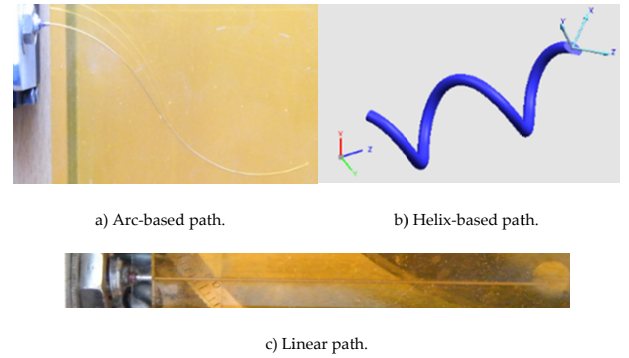 Y
X
Z
Y
Z
a) Arc-based path.
b) Helix-based path.
c) Linear path.